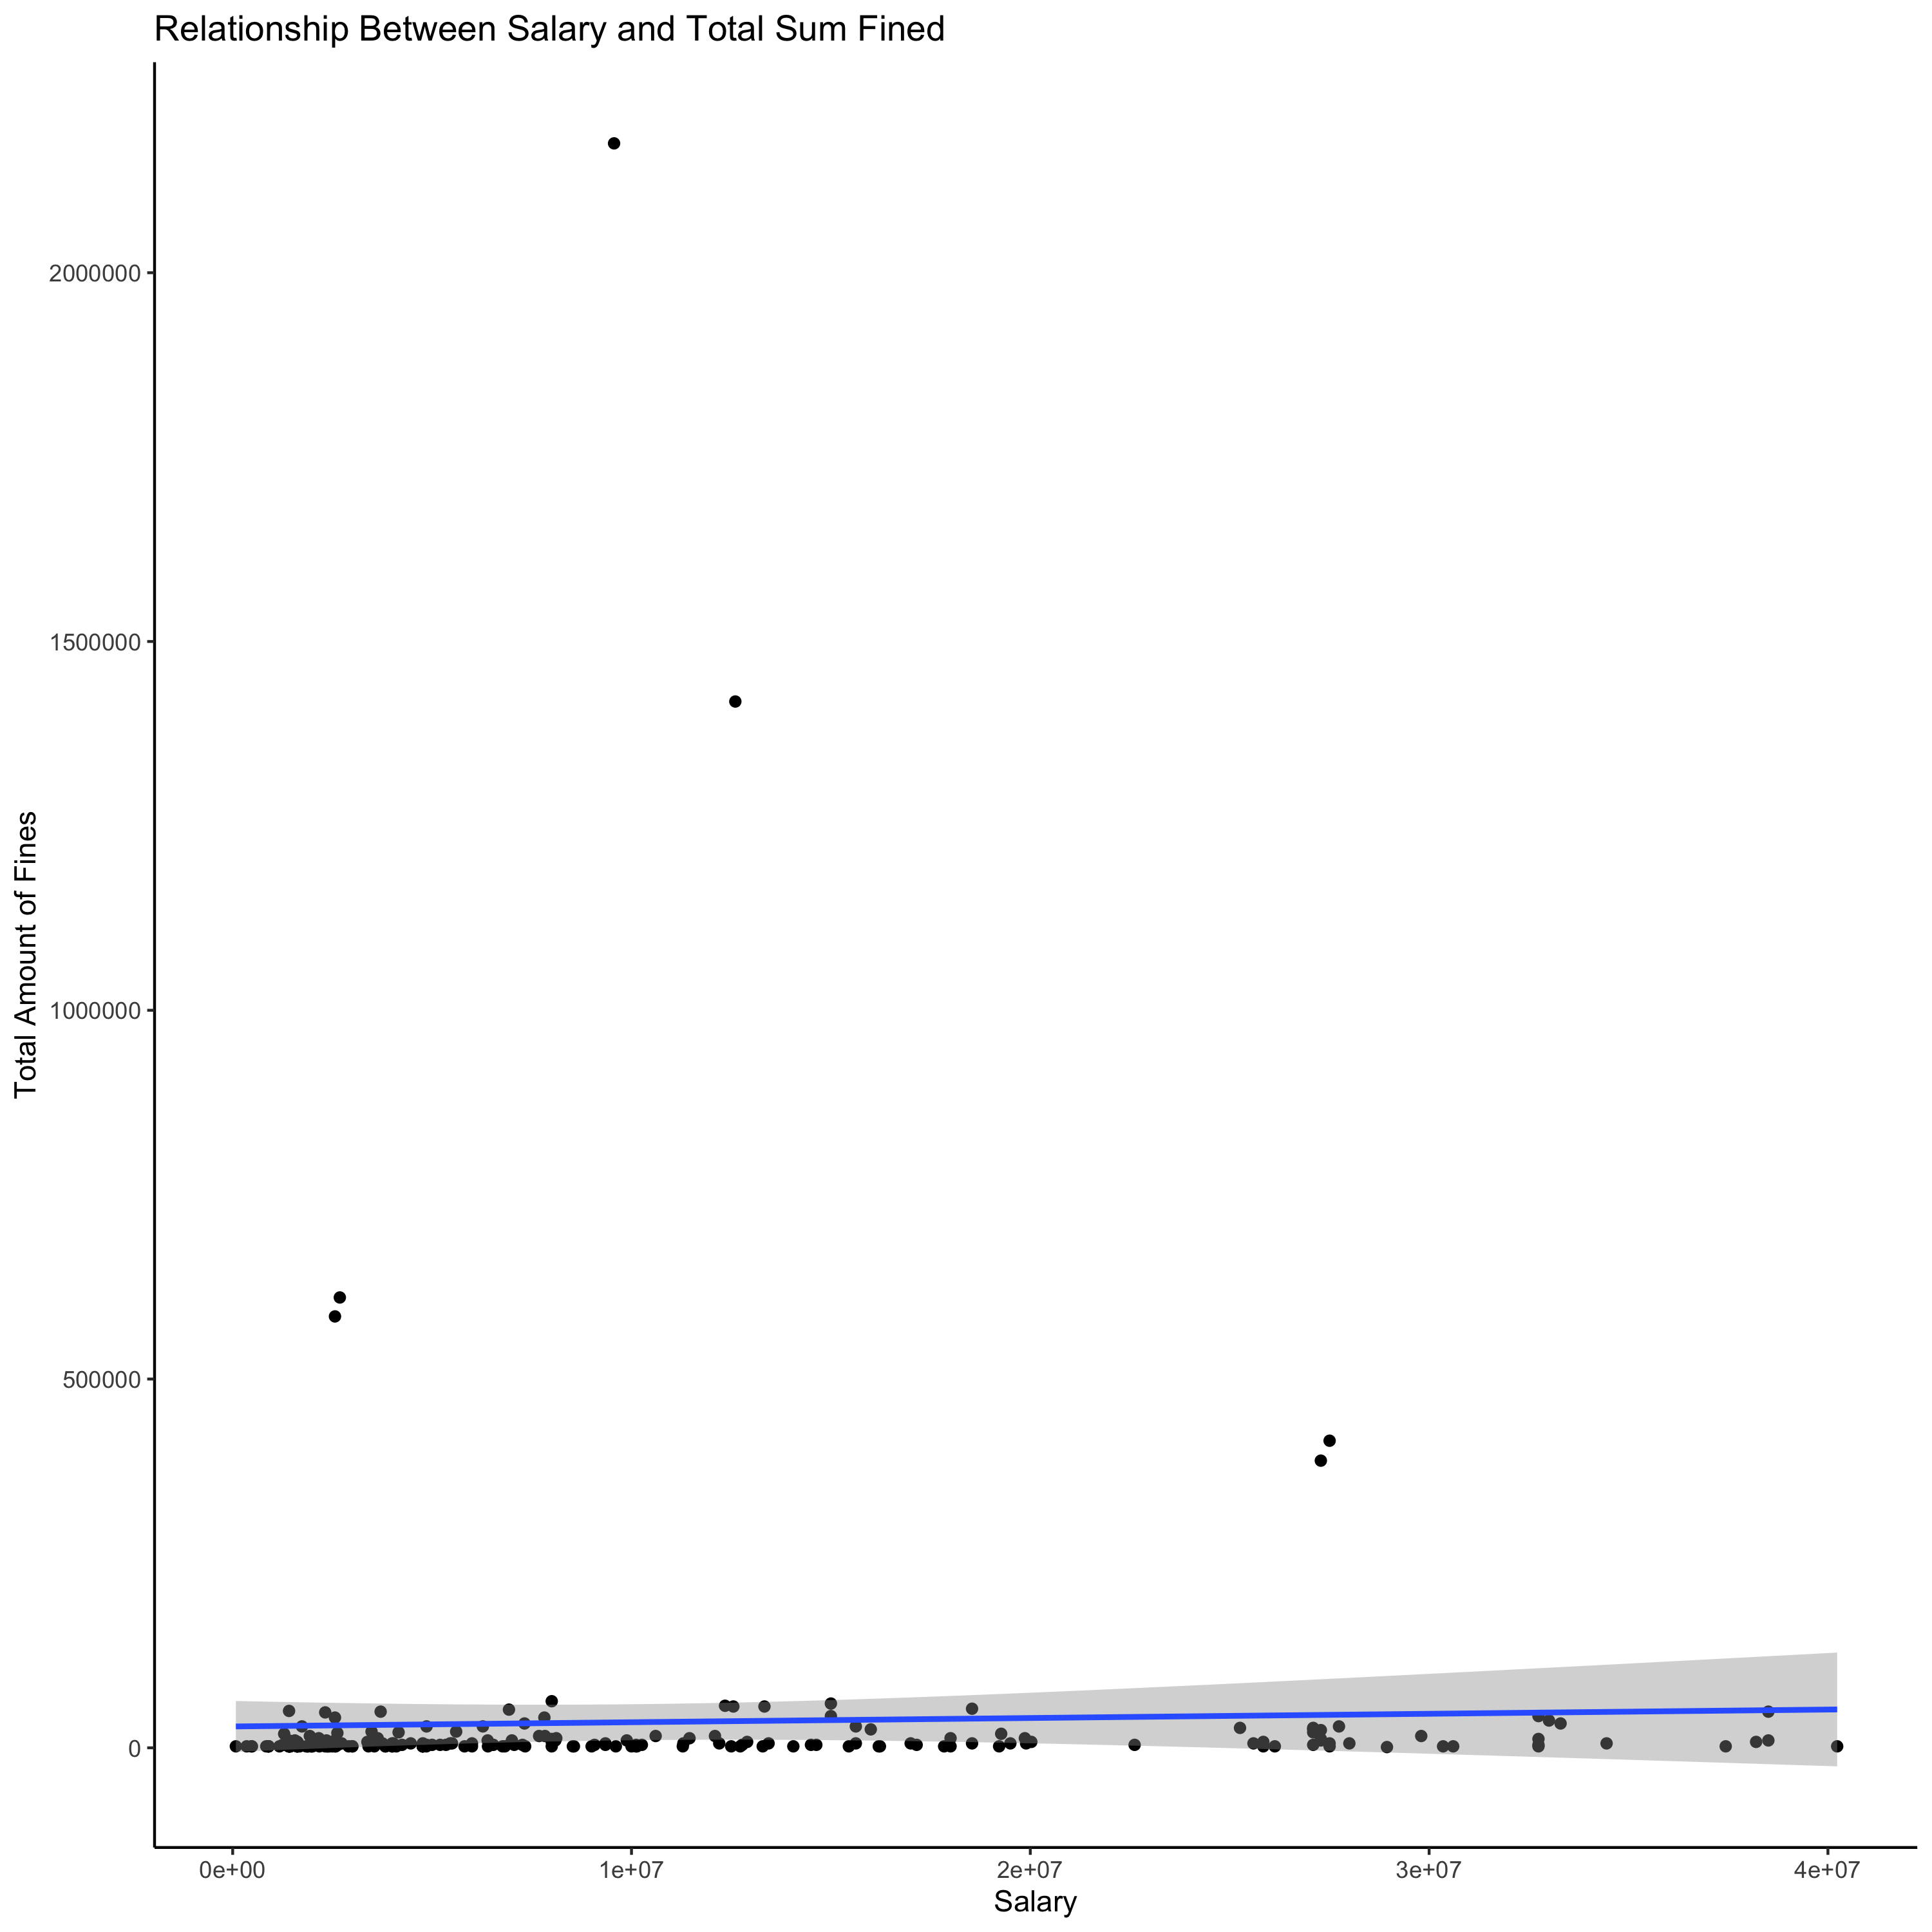 Relationship Between Salary and Total Sum Fined
Total Amount of Fines
2000000
1500000
1000000
500000
0
0e+00 1e+07 2e+07 3e+07 4e+07
Salary